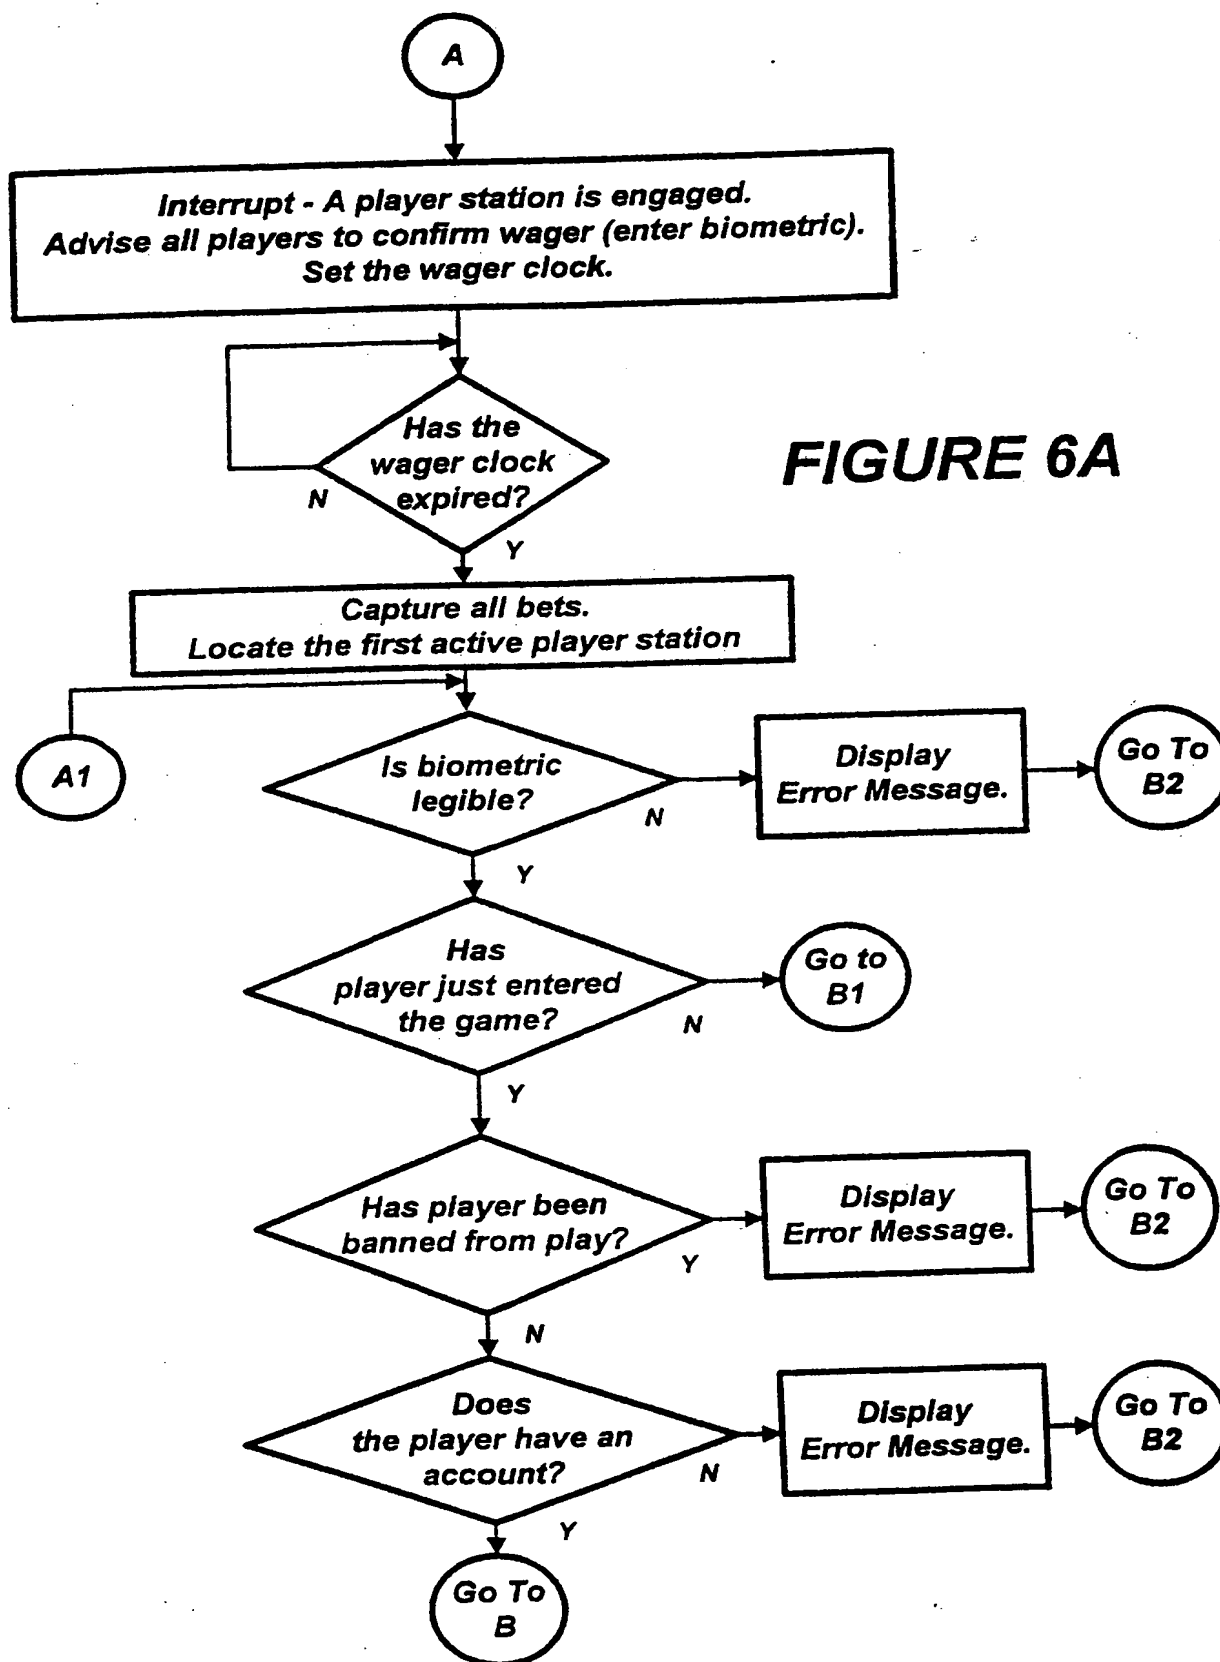 A
Interrupt - A player station is engaged.
Advise all players to confirm wager (enter biometric).
Set the wager clock.
Has the
wager clock
expired?
N
Y
FIGURE 6A
Capture all bets.
Locate the first active player station
A1
Is biometric
legible?
N
Y
Display
Error Message.
Go To
B2
Has
player just entered
the game?
N
Y
Go to
B1
Has player been
banned from play?
Y
N
Display
Error Message.
Go To
B2
Does
the player have an
account?
N
Y
Display
Error Message.
Go To
B2
Go To
B